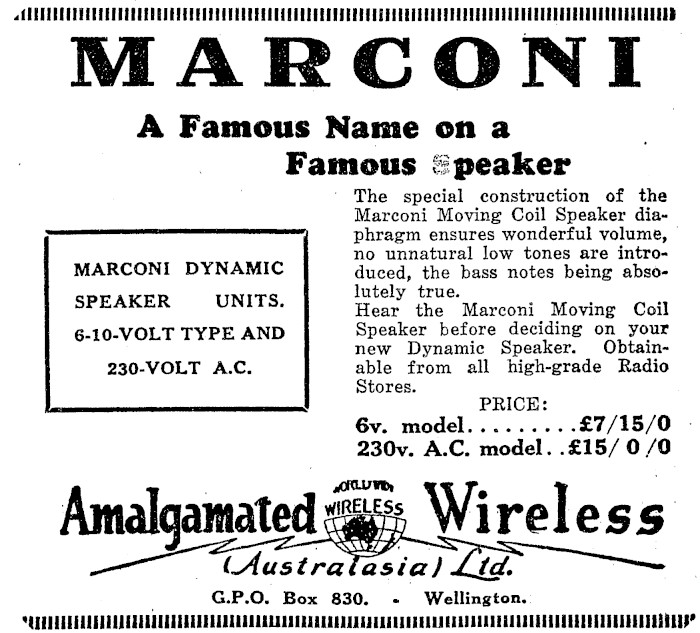 MARCONI
A Famous Name on a
Famous Speaker
The special construction of the
Marconi Moving Coil Speaker dia-
phragm ensures wonderful volume,
no unnatural low tones are intro-
duced, the bass notes being abso-
lutely true.
Hear the Marconi Moving Coil
Speaker before deciding on your
new Dynamic Speaker. Obtain-
able from all high-grade Radio
Stores.
PRICE:
6v. model.........£7/15/0
230v. A.C. model..£15/ 0 /0
MARCONI DYNAMIC
SPEAKER UNITS.
6-10-VOLT TYPE AND
230-VOLT A.C.
WORLD WIDE
WIRELESS
Amalgamated Wireless
(Australasia) Ltd.
G.P.O. Box 830. - Wellington.